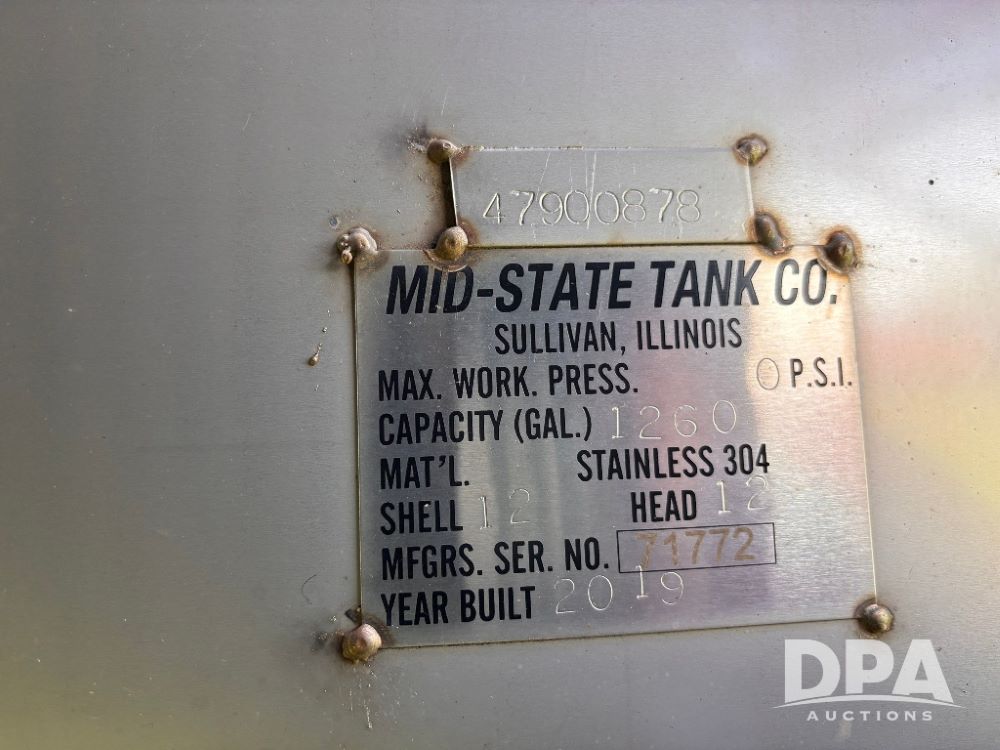 47900878
MID-STATE TANK CO.
SULLIVAN, ILLINOIS
MAX. WORK. PRESS. 0 P.S.I.
CAPACITY (GAL.) 1260
MAT'L. STAINLESS 304
SHELL 12 HEAD 12
MFGRS. SER. NO. 71772
YEAR BUILT 2019
DPA
AUCTIONS